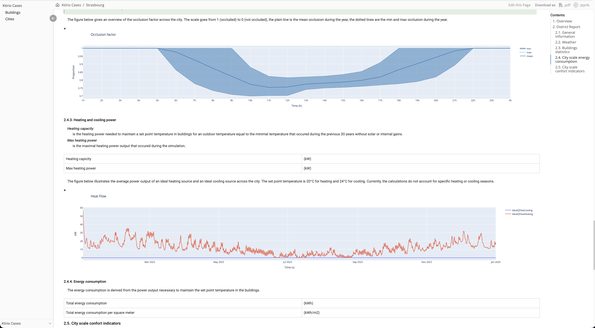 Ktirio Cases
Buildings
Cities
Ktirio Cases / Strasbourg
Edit this Page
Download as
.pdf
Contents
1. Overview
2. District Report
2.1. General information
2.2. Weather
2.3. Buildings statistics
2.4. City scale energy consumption
2.5. City scale comfort indicators
The figure below gives an overview of the occlusion factor across the city. The scale goes from 1 (occluded) to 0 (not occluded), the plain line is the mean occlusion during the year, the dotted lines are the min and max occlusion during the year.
Occlusion factor
Time (h)
2.4.3. Heating and cooling power
Heating capacity
is the heating power needed to maintain a set point temperature in buildings for an outdoor temperature equal to the minimal temperature that occured during the previous 30 years without solar or internal gains.
Max heating power
is the maximal heating power output that occured during the simulation.
Heating capicity
(kW)
Max heating power
(kW)
The figure below illustrates the average power output of an ideal heating source and an ideal cooling source across the city. The set point temperature is 20°C for heating and 24°C for cooling. Currently, the calculations do not account for specific heating or cooling seasons.
Heat Flow
Time (s)
2.4.4. Energy consumption
The energy consumption is derived from the power output necessary to maintain the set point temperature in the buildings.
Total energy consumption
(kWh)
Total energy consumption per square meter
(kWh/m2)
2.5. City scale comfort indicators
Ktirio Cases